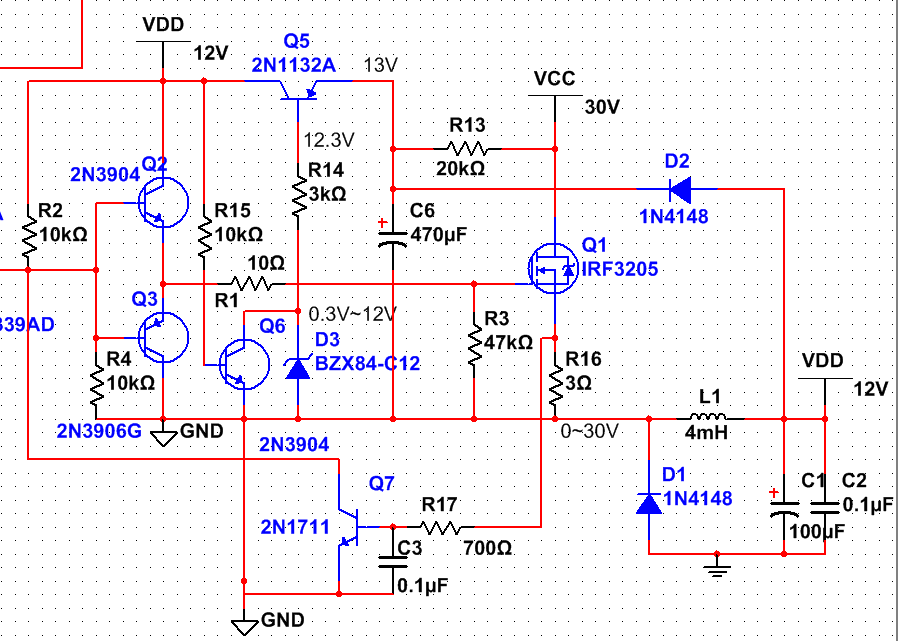 VDD
12V
Q5
2N1132A
13V
VCC
30V
12.3V
R13
20kΩ
Q2
2N3904
R14
3kΩ
D2
1N4148
R2
10kΩ
R15
10kΩ
C6
470µF
10Ω
R1
Q1
IRF3205
Q3
0.3V~12V
339AD
Q6
D3
BZX84-C12
R3
47kΩ
R4
10kΩ
R16
3Ω
VDD
12V
L1
4mH
2N3906G
GND
2N3904
0~30V
Q7
D1
1N4148
C1
100µF
C2
0.1µF
2N1711
R17
700Ω
C3
0.1µF
GND